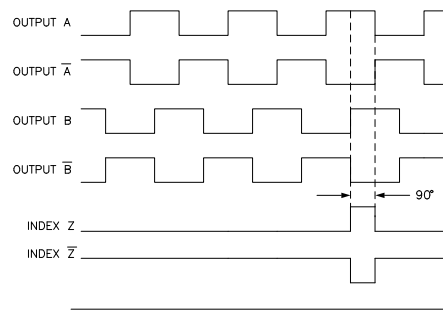 OUTPUT A
OUTPUT A̅
OUTPUT B
OUTPUT B̅
90°
INDEX Z
INDEX Z̅